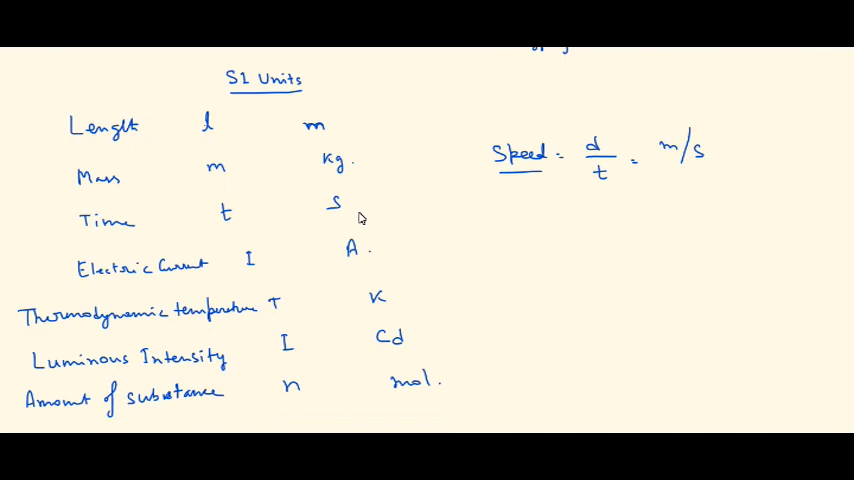 SI Units
Length l m
Mass m kg.
Time t s
Electric Current I A.
Thermodynamic temperature T K
Luminous Intensity I Cd
Amount of substance n mol.
Speed = d/t = m/s